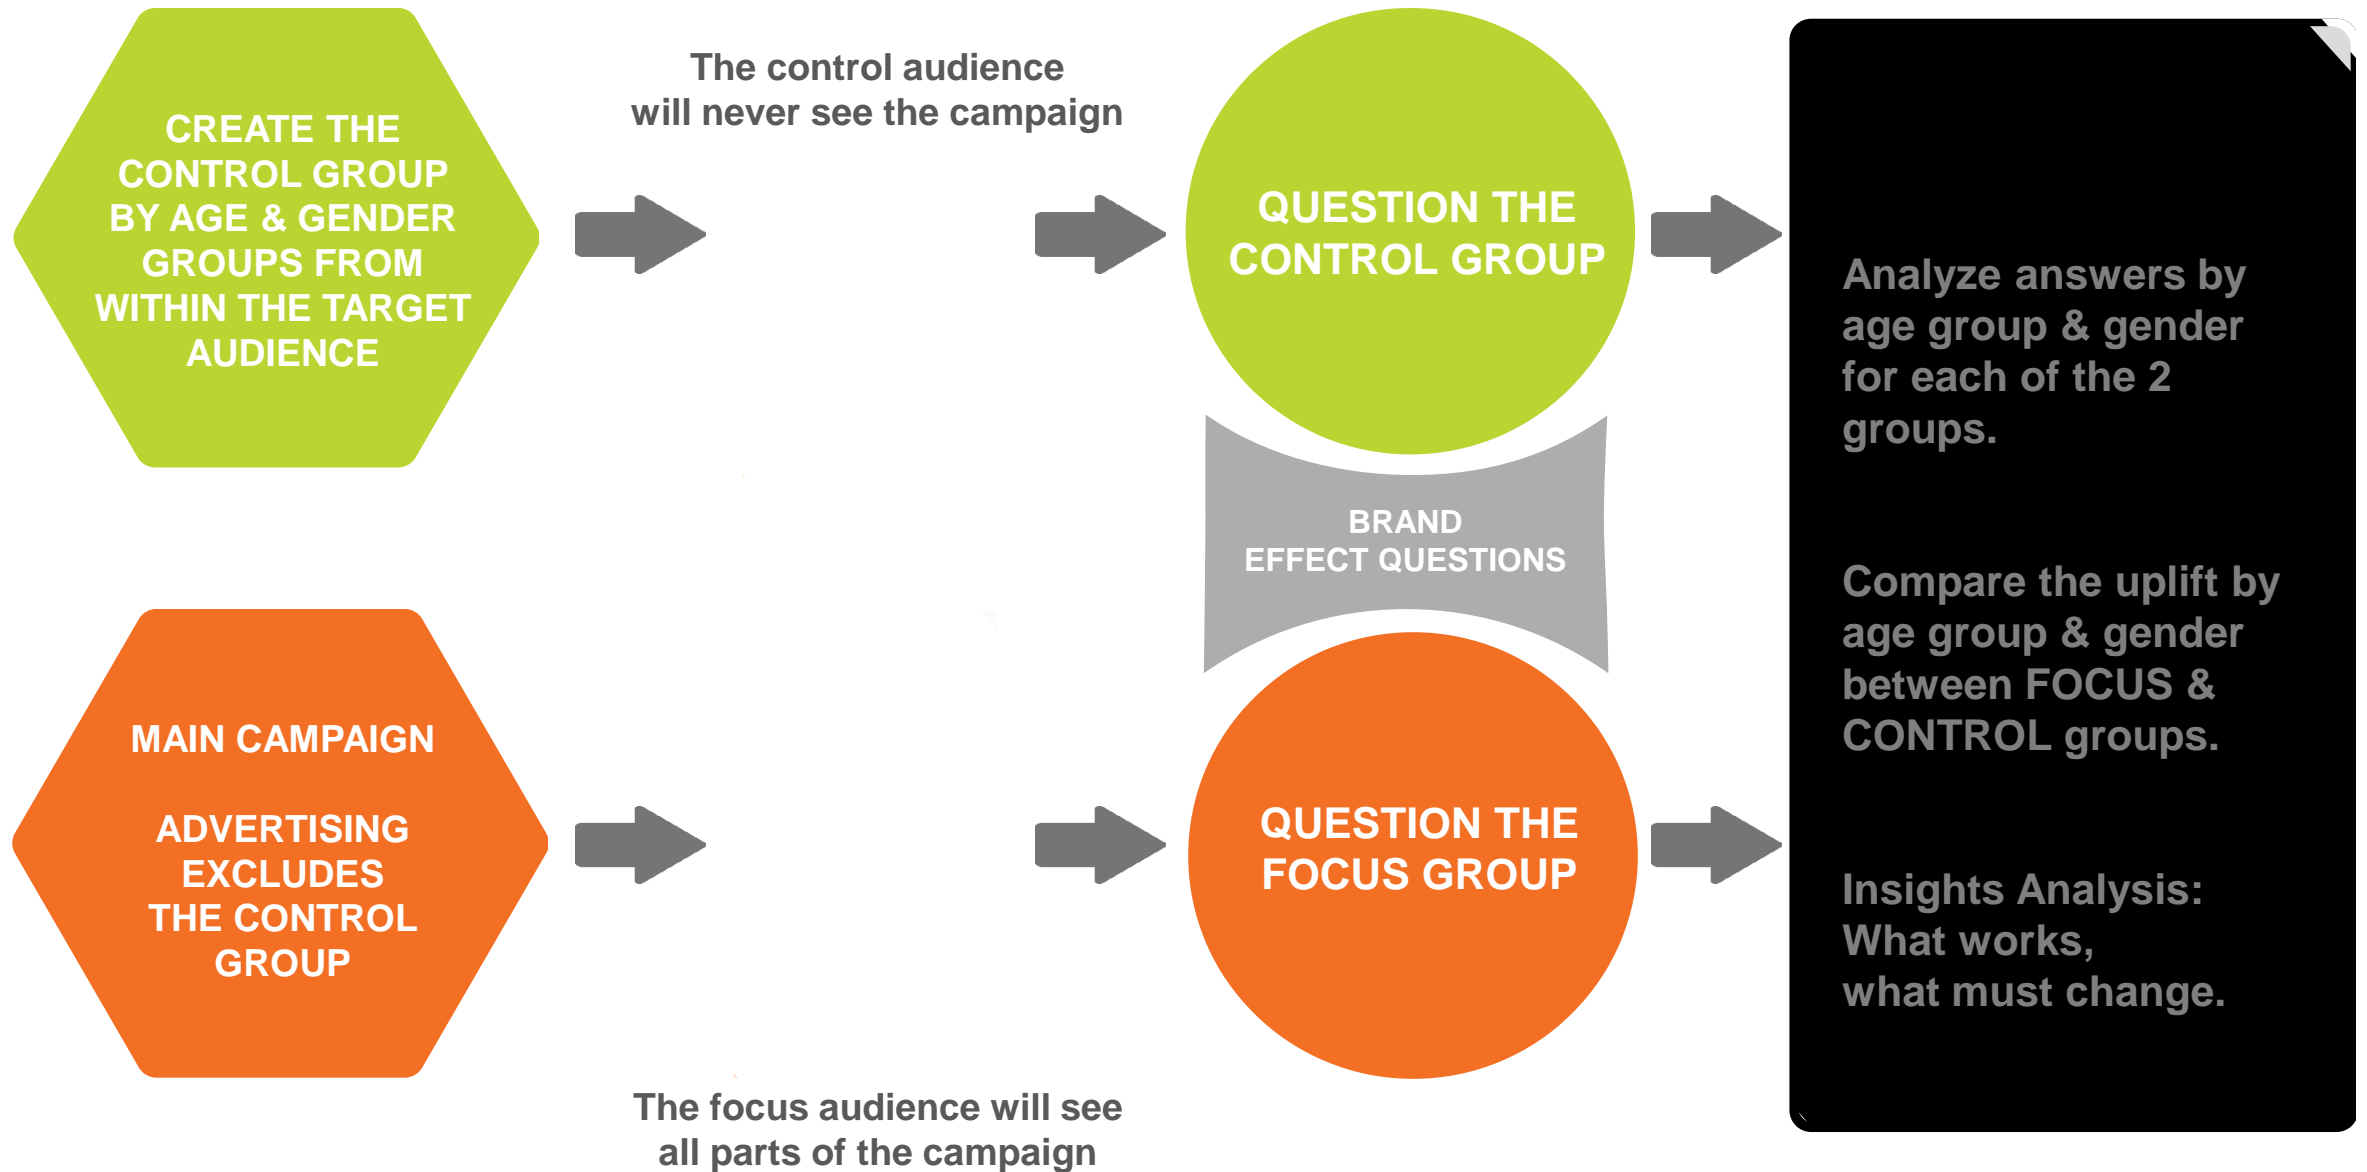 CREATE THE
CONTROL GROUP
BY AGE & GENDER
GROUPS FROM
WITHIN THE TARGET
AUDIENCE
The control audience
will never see the campaign
QUESTION THE
CONTROL GROUP
BRAND
EFFECT QUESTIONS
MAIN CAMPAIGN
ADVERTISING
EXCLUDES
THE CONTROL
GROUP
The focus audience will see
all parts of the campaign
QUESTION THE
FOCUS GROUP
Analyze answers by
age group & gender
for each of the 2
groups.
Compare the uplift by
age group & gender
between FOCUS &
CONTROL groups.
Insights Analysis:
What works,
what must change.